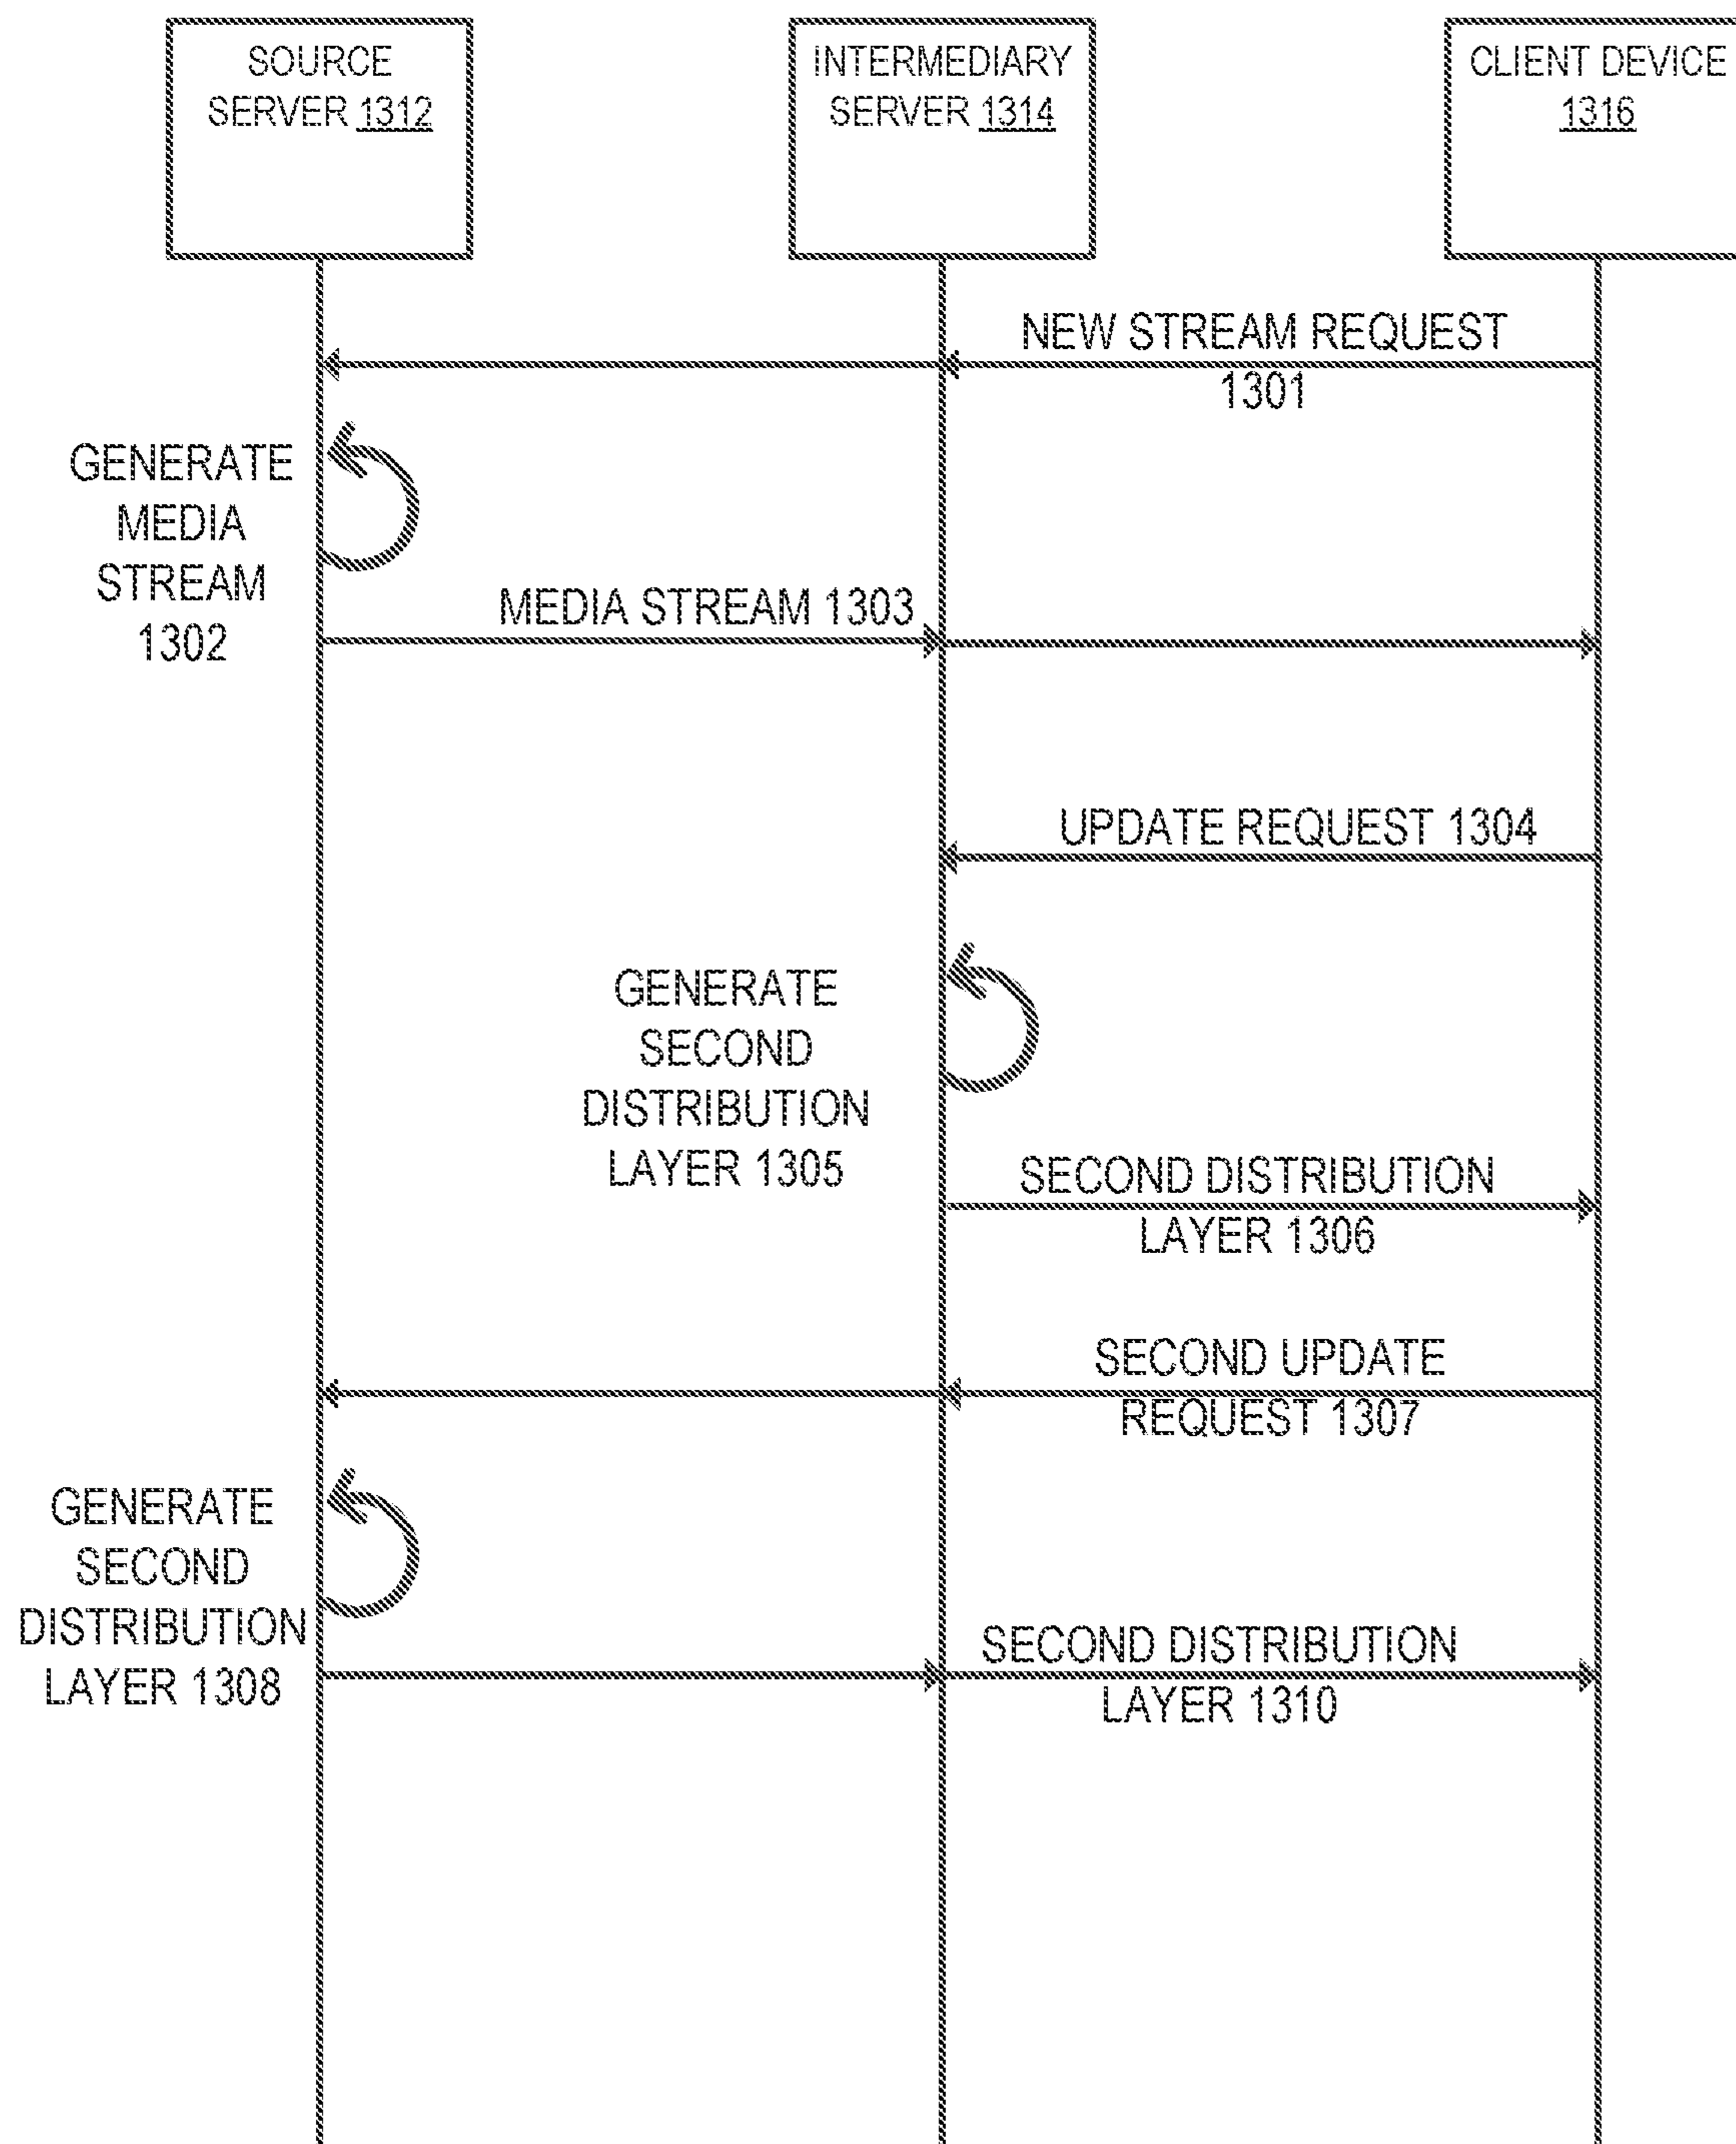 SOURCE
SERVER 1312
INTERMEDIARY
SERVER 1314
CLIENT DEVICE
1316
NEW STREAM REQUEST
1301
GENERATE
MEDIA
STREAM
1302
MEDIA STREAM 1303
UPDATE REQUEST 1304
GENERATE
SECOND
DISTRIBUTION
LAYER 1305
SECOND DISTRIBUTION
LAYER 1306
SECOND UPDATE
REQUEST 1307
GENERATE
SECOND
DISTRIBUTION
LAYER 1308
SECOND DISTRIBUTION
LAYER 1310